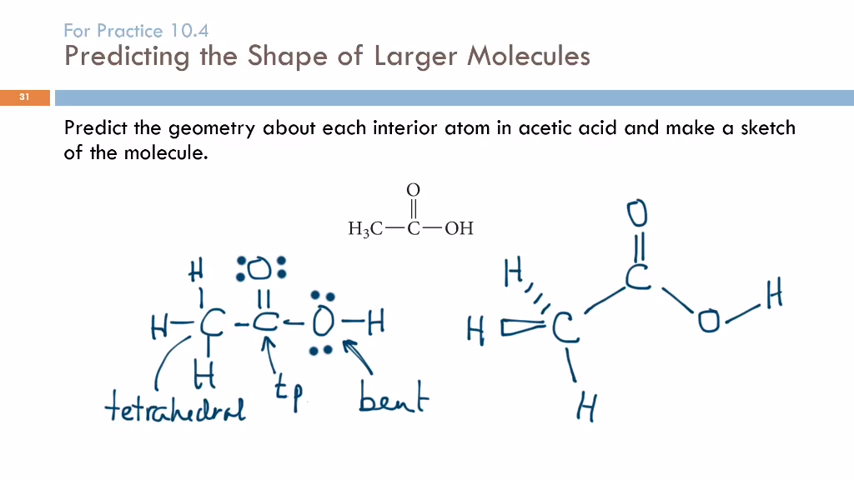 For Practice 10.4
Predicting the Shape of Larger Molecules
31
Predict the geometry about each interior atom in acetic acid and make a sketch
of the molecule.
O
H₃C—C—OH
H :O:
H–C–C–O–H
H
tetrahedral tp bent
O
H C H
H C O
H